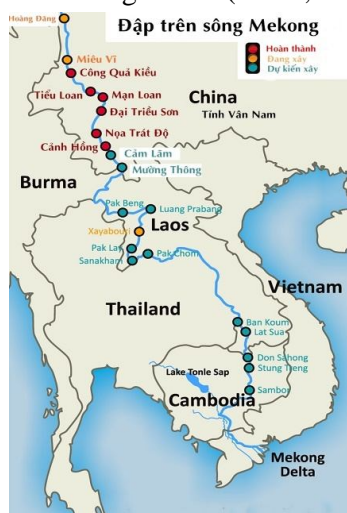 Đập trên sông Mekong
Hoàng Đăng
Hoàn thành
Đang xây
Dự kiến xây
Miêu Vĩ
Công Quả Kiều
Tiểu Loan
Mạn Loan
China
Tỉnh Vân Nam
Đại Triều Sơn
Nọa Trát Độ
Cảnh Hồng
Cảm Lãm
Mường Thông
Burma
Pak Beng
Luang Prabang
Laos
Xayabouri
Pak Lay
Pak Chom
Sanakham
Vietnam
Thailand
Ban Koum
Lat Sua
Don Sahong
Lake Tonle Sap
Stung Treng
Sambor
Cambodia
Mekong
Delta